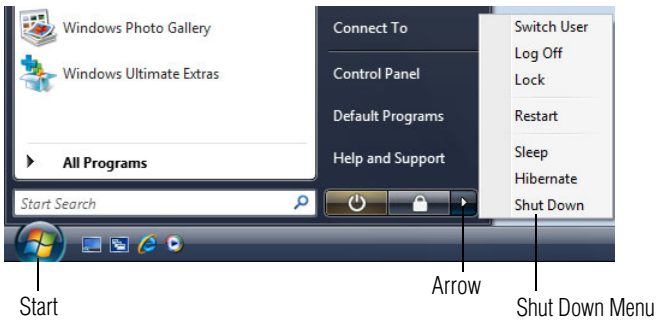 Windows Photo Gallery
Windows Ultimate Extras
All Programs
Start Search
Connect To
Control Panel
Default Programs
Help and Support
Switch User
Log Off
Lock
Restart
Sleep
Hibernate
Shut Down
Start
Arrow
Shut Down Menu